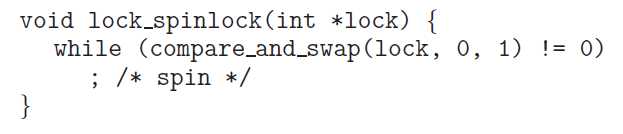 void lock_spinlock(int *lock) {
while (compare_and_swap(lock, 0, 1) != 0)
; /* spin */
}